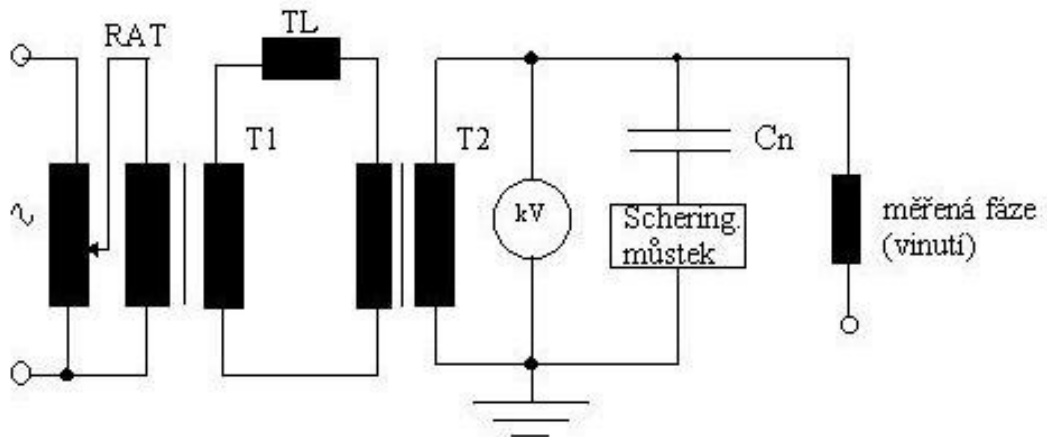 RAT
TL
T1
T2
Cn
kV
Schering.
můstek
měřená fáze
(vinutí)